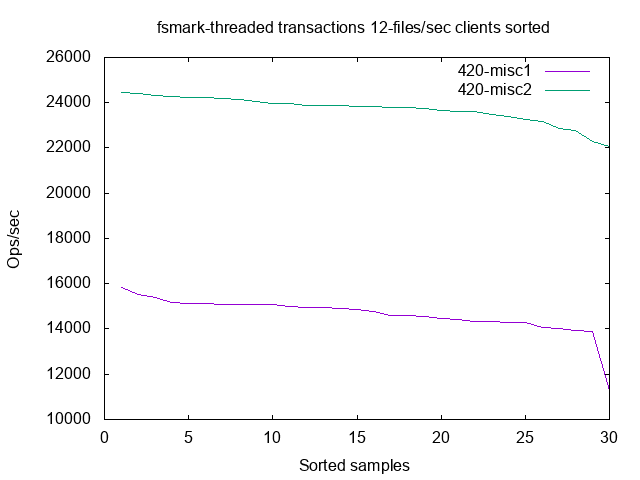 fsmark-threaded transactions 12-files/sec clients sorted
26000
24000
22000
20000
18000
16000
14000
12000
10000
420-misc1
420-misc2
Ops/sec
0 5 10 15 20 25 30
Sorted samples